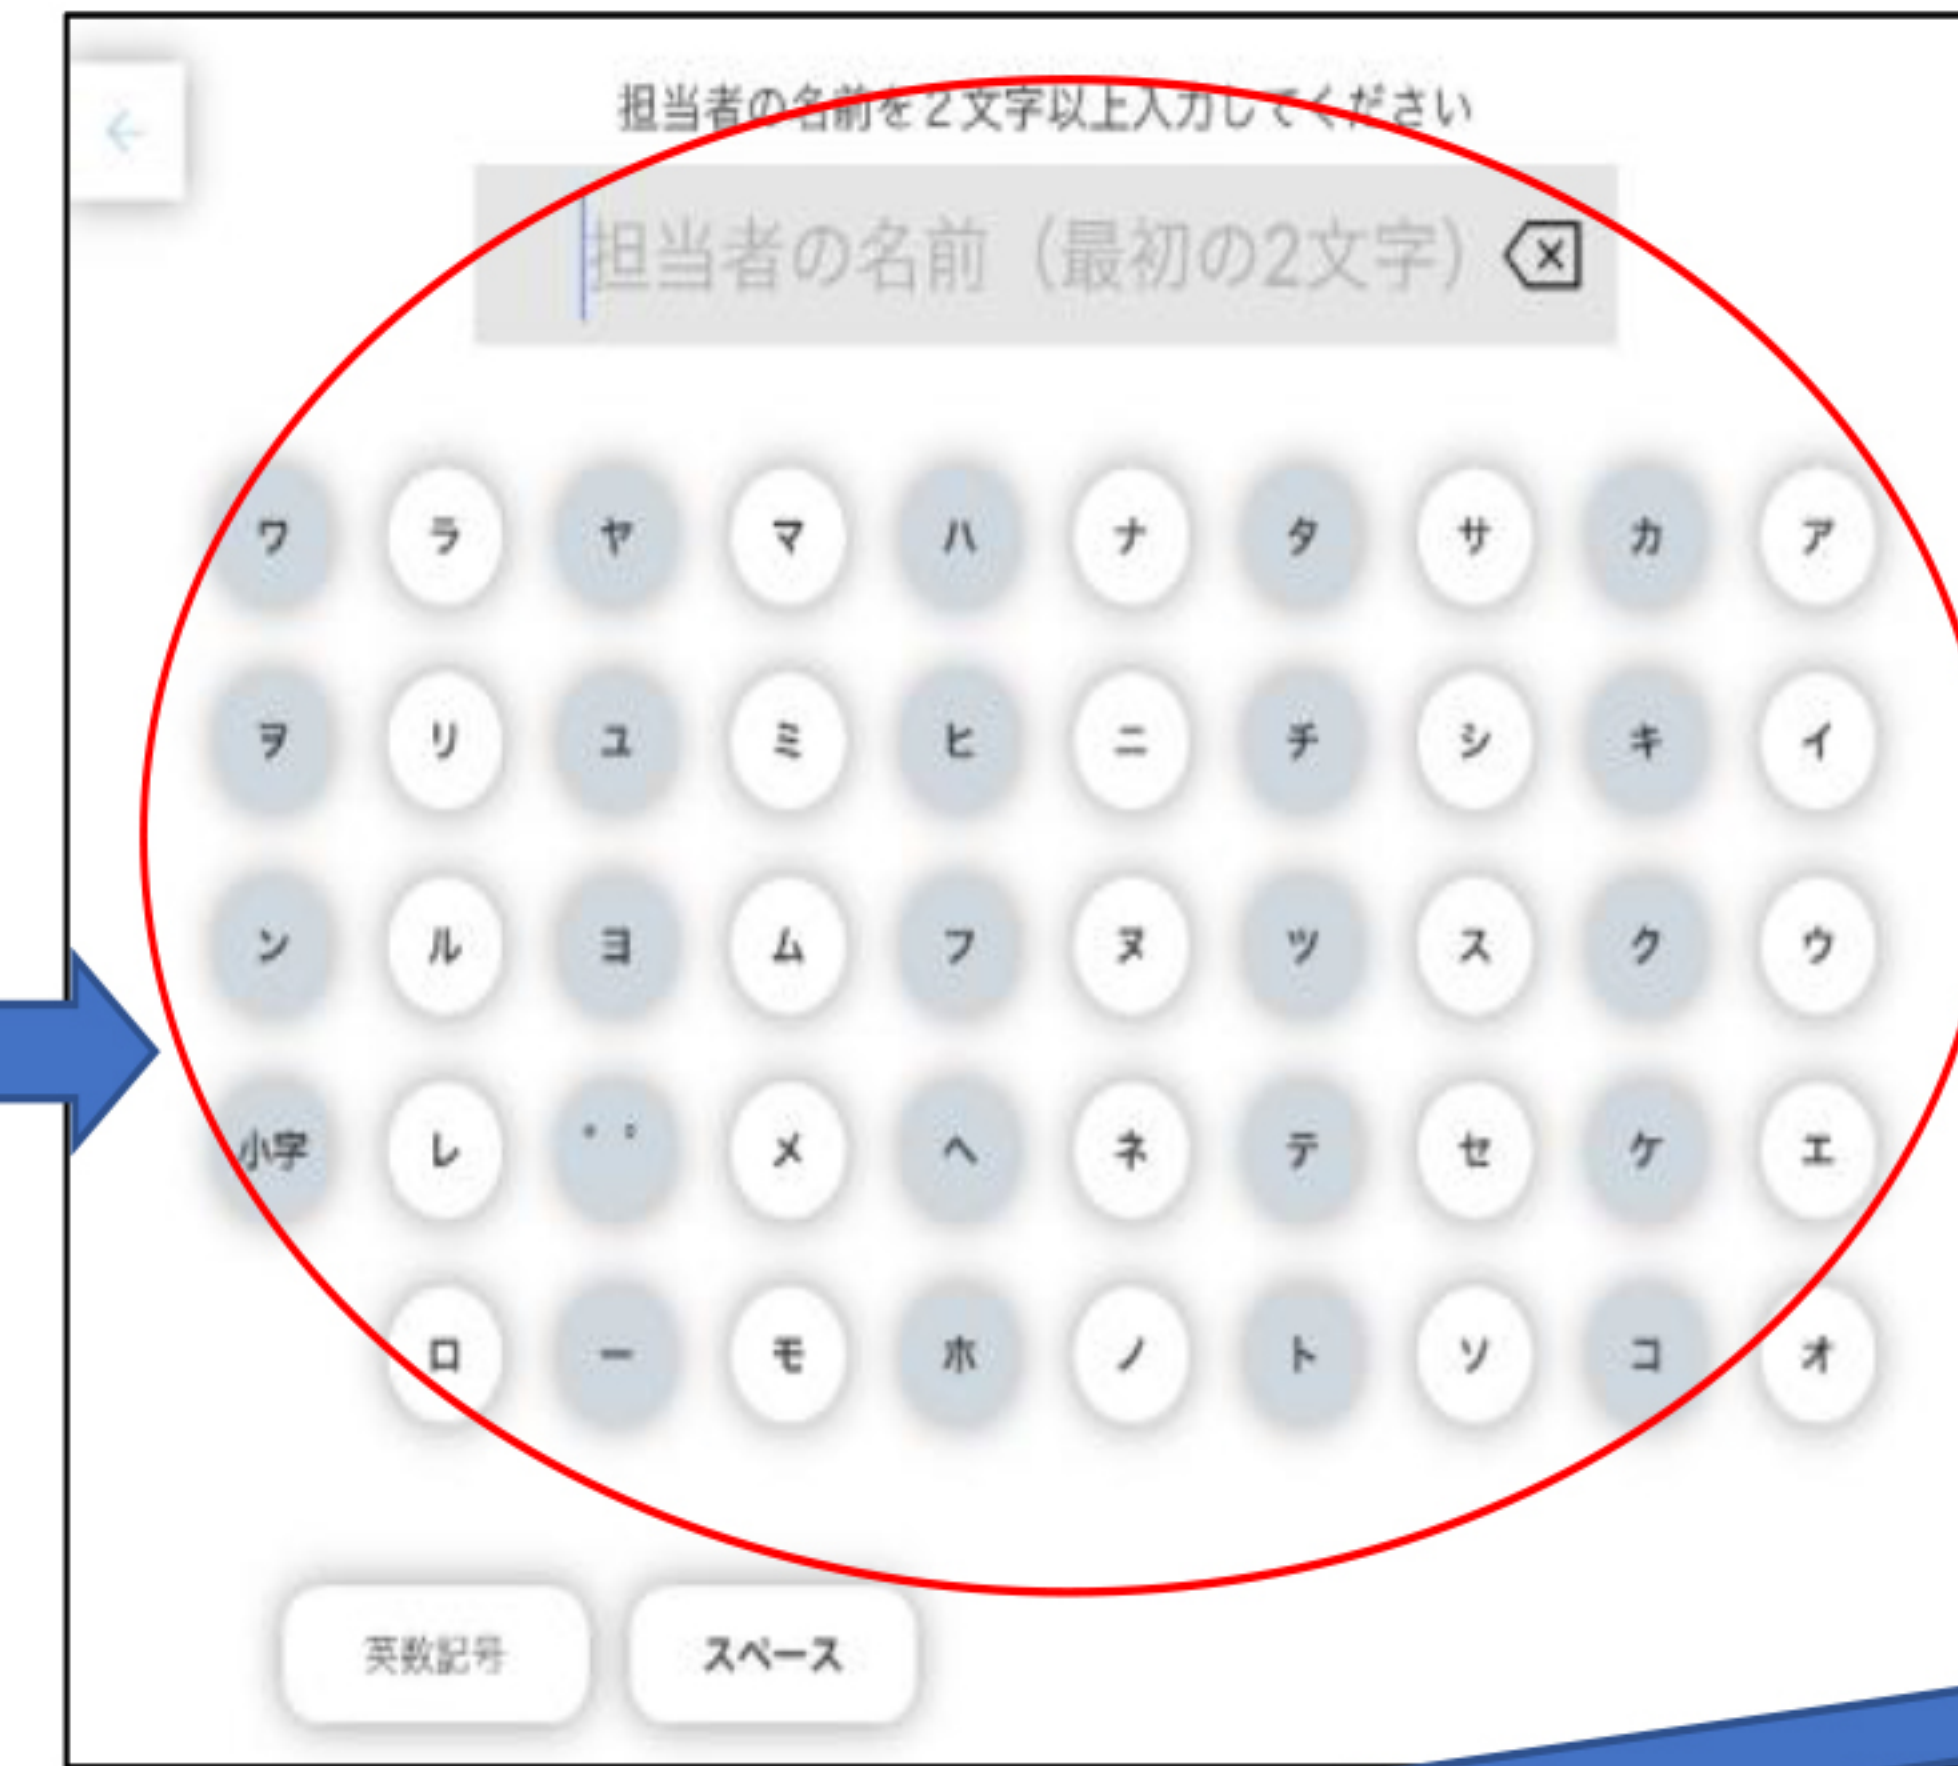 担当者の名前を２文字以上入力してください
担当者の名前（最初の2文字）
ワ ラ ヤ マ ハ ナ タ サ カ ア
ヲ リ ユ ミ ヒ ニ チ シ キ イ
ン ル ヨ ム フ ヌ ツ ス ク ウ
小字 レ ゛゜ メ ヘ ネ テ セ ケ エ
ロ ー モ ホ ノ ト ソ コ オ
英数記号 スペース